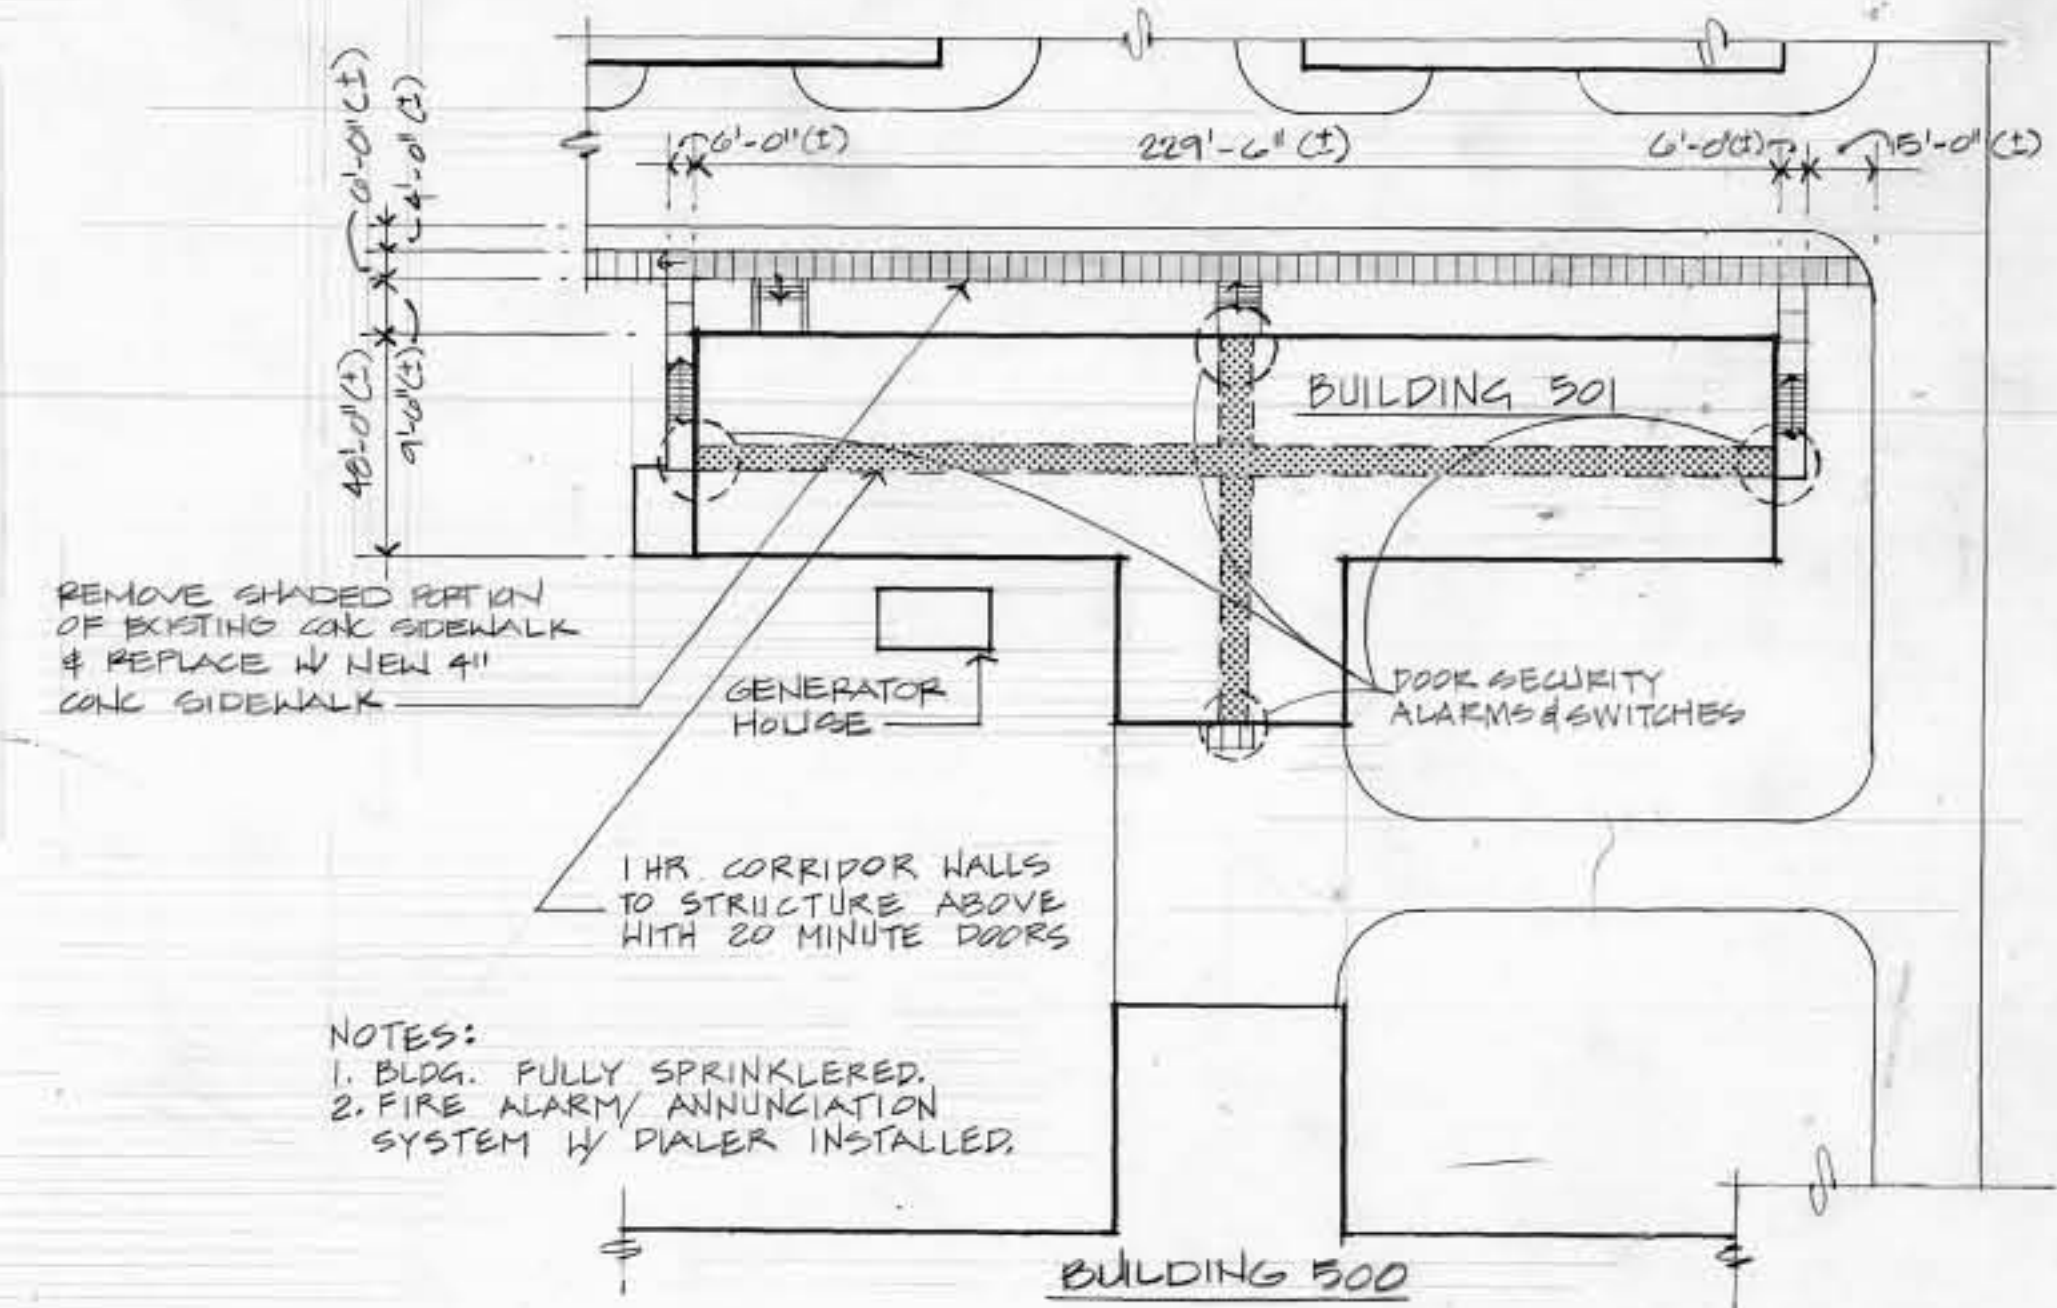 6'-0"(±)
4'-0"(±)
6'-0"(±)
229'-6"(±)
6'-0"(±)
15'-0"(±)
48'-0"(±)
9'-6"(±)
BUILDING 501
REMOVE SHADED PORTION
OF EXISTING CONC SIDEWALK
& REPLACE W/ NEW 4"
CONC SIDEWALK
GENERATOR
HOUSE
DOOR SECURITY
ALARMS & SWITCHES
1 HR. CORRIDOR WALLS
TO STRUCTURE ABOVE
WITH 20 MINUTE DOORS
NOTES:
1. BLDG. FULLY SPRINKLERED.
2. FIRE ALARM/ ANNUNCIATION
SYSTEM W/ DIALER INSTALLED.
BUILDING 500